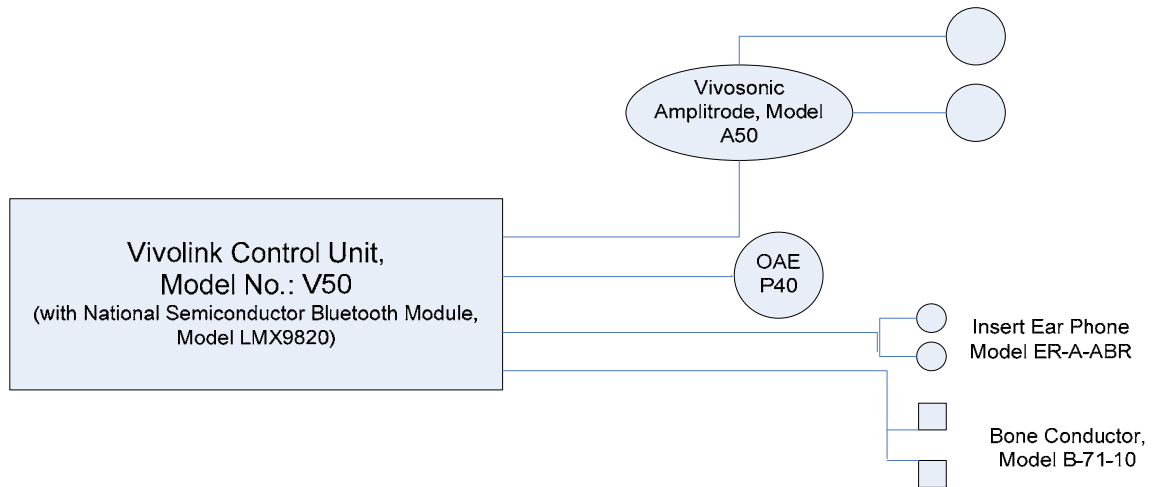 Vivosonic
Amplitrode, Model
A50
Vivolink Control Unit,
Model No.: V50
(with National Semiconductor Bluetooth Module,
Model LMX9820)
OAE
P40
Insert Ear Phone
Model ER-A-ABR
Bone Conductor,
Model B-71-10